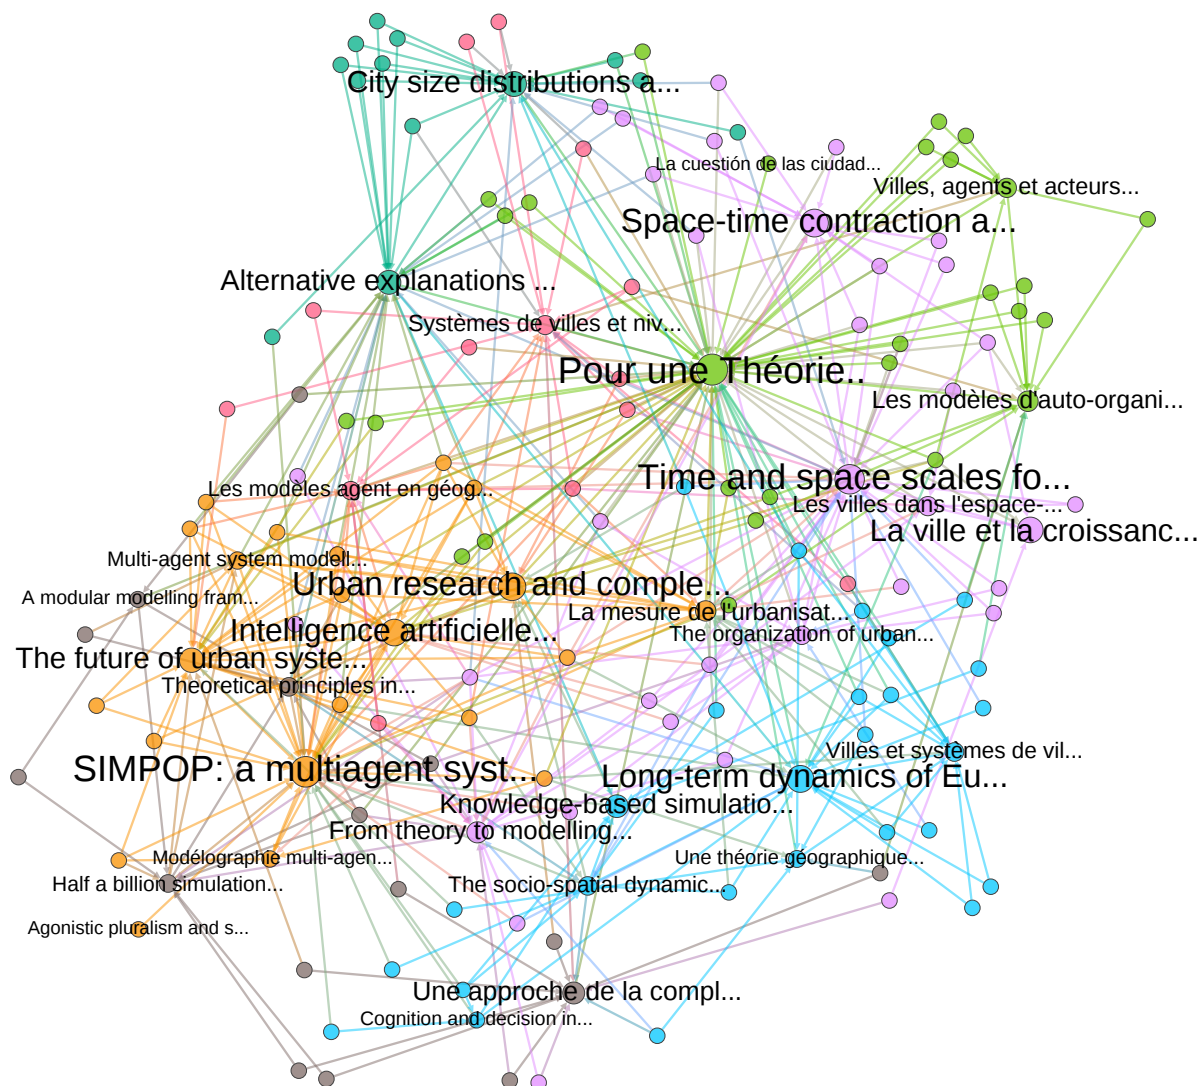 City size distributions a...
La cuestión de las ciudad...
Villes, agents et acteurs...
Space-time contraction a...
Alternative explanations ...
Systèmes de villes et niv...
Pour une Théorie..
Les modèles d'auto-organi...
Time and space scales fo...
Les modèles agent en géog...
Les villes dans l'espace-...
La ville et la croissanc...
Multi-agent system modell...
Urban research and comple...
A modular modelling fram...
La mesure de l'urbanisat...
Intelligence artificielle...
The organization of urban...
The future of urban syste...
Theoretical principles in...
Villes et systèmes de vil...
SIMPOP: a multiagent syst...
Long-term dynamics of Eu...
Knowledge-based simulatio...
From theory to modelling...
Modélographie multi-agen...
Une théorie géographique...
Half a billion simulation...
The socio-spatial dynamic...
Agonistic pluralism and s...
Une approche de la compl...
Cognition and decision in...